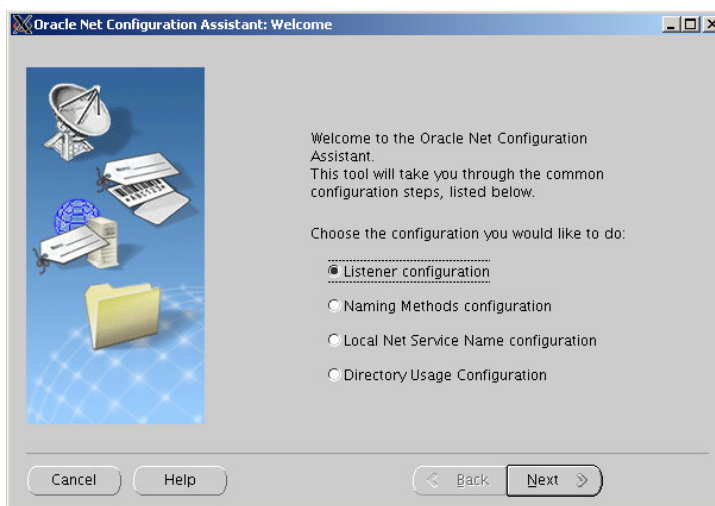 Oracle Net Configuration Assistant: Welcome
Welcome to the Oracle Net Configuration
Assistant.
This tool will take you through the common
configuration steps, listed below.
Choose the configuration you would like to do:
Listener configuration
Naming Methods configuration
Local Net Service Name configuration
Directory Usage Configuration
Cancel
Help
Back
Next